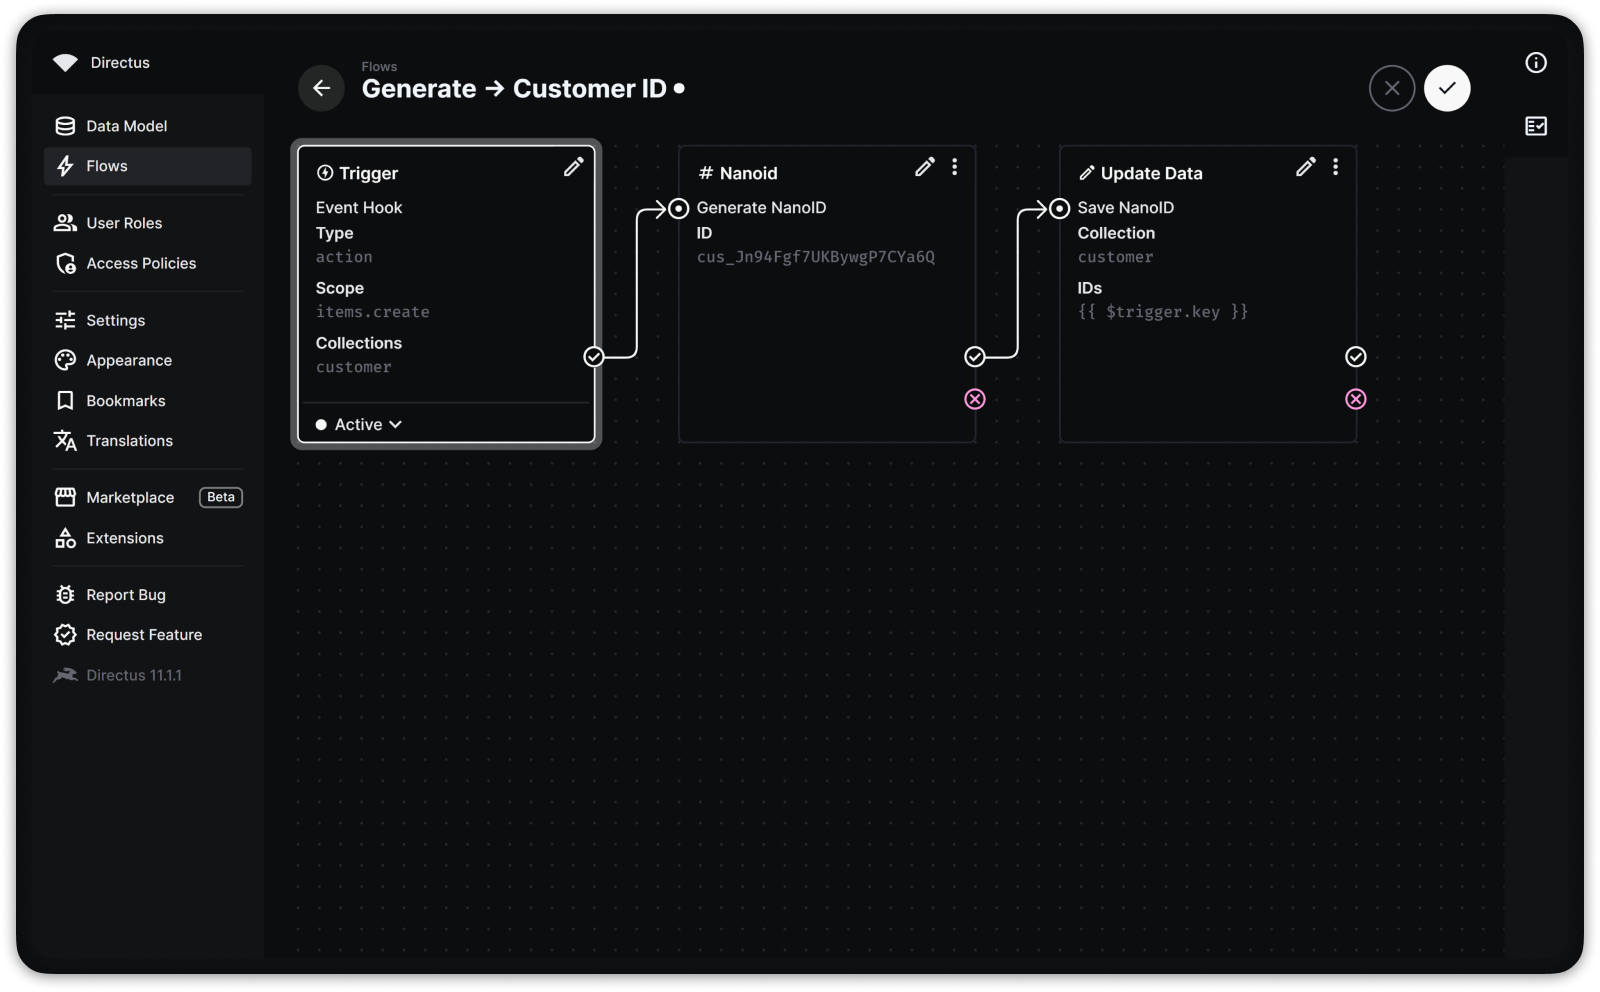 Directus
Data Model
Flows
User Roles
Access Policies
Settings
Appearance
Bookmarks
Translations
Marketplace Beta
Extensions
Report Bug
Request Feature
Directus 11.1.1
Flows
Generate → Customer ID •
Trigger
Event Hook
Type
action
Scope
items.create
Collections
customer
Active
# Nanoid
Generate NanoID
ID
cus_Jn94Fgf7UKBywgP7CYa6Q
Update Data
Save NanoID
Collection
customer
IDs
{{ $trigger.key }}